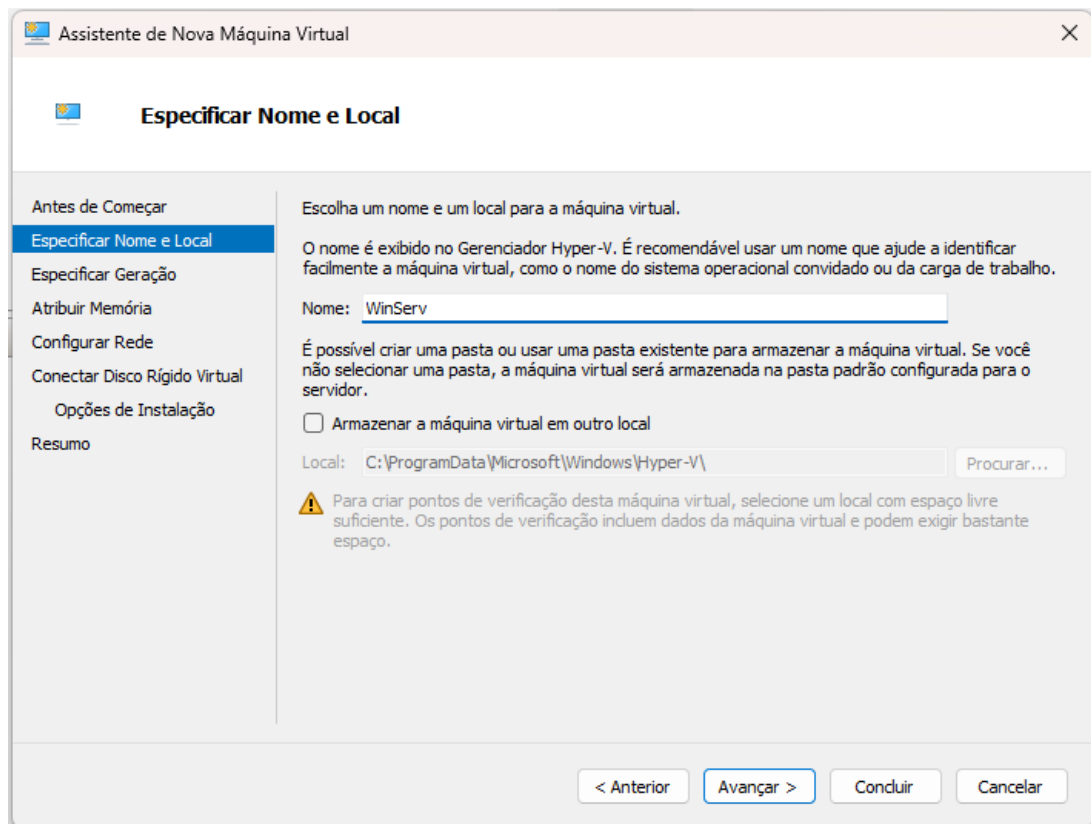 Assistente de Nova Máquina Virtual
Especificar Nome e Local
Antes de Começar
Especificar Nome e Local
Especificar Geração
Atribuir Memória
Configurar Rede
Conectar Disco Rígido Virtual
Opções de Instalação
Resumo
Escolha um nome e um local para a máquina virtual.
O nome é exibido no Gerenciador Hyper-V. É recomendável usar um nome que ajude a identificar
facilmente a máquina virtual, como o nome do sistema operacional convidado ou da carga de trabalho.
Nome: WinServ
É possível criar uma pasta ou usar uma pasta existente para armazenar a máquina virtual. Se você
não selecionar uma pasta, a máquina virtual será armazenada na pasta padrão configurada para o
servidor.
Armazenar a máquina virtual em outro local
Local: C:\ProgramData\Microsoft\Windows\Hyper-V\ Procurar...
Para criar pontos de verificação desta máquina virtual, selecione um local com espaço livre
suficiente. Os pontos de verificação incluem dados da máquina virtual e podem exigir bastante
espaço.
< Anterior Avançar > Concluir Cancelar